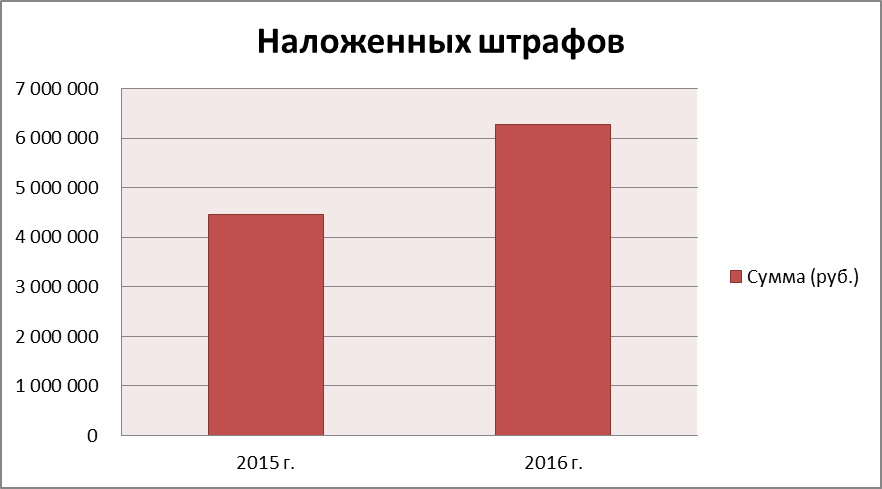 Наложенных штрафов
7 000 000
6 000 000
5 000 000
4 000 000
3 000 000
2 000 000
1 000 000
0
2015 г.
2016 г.
Сумма (руб.)